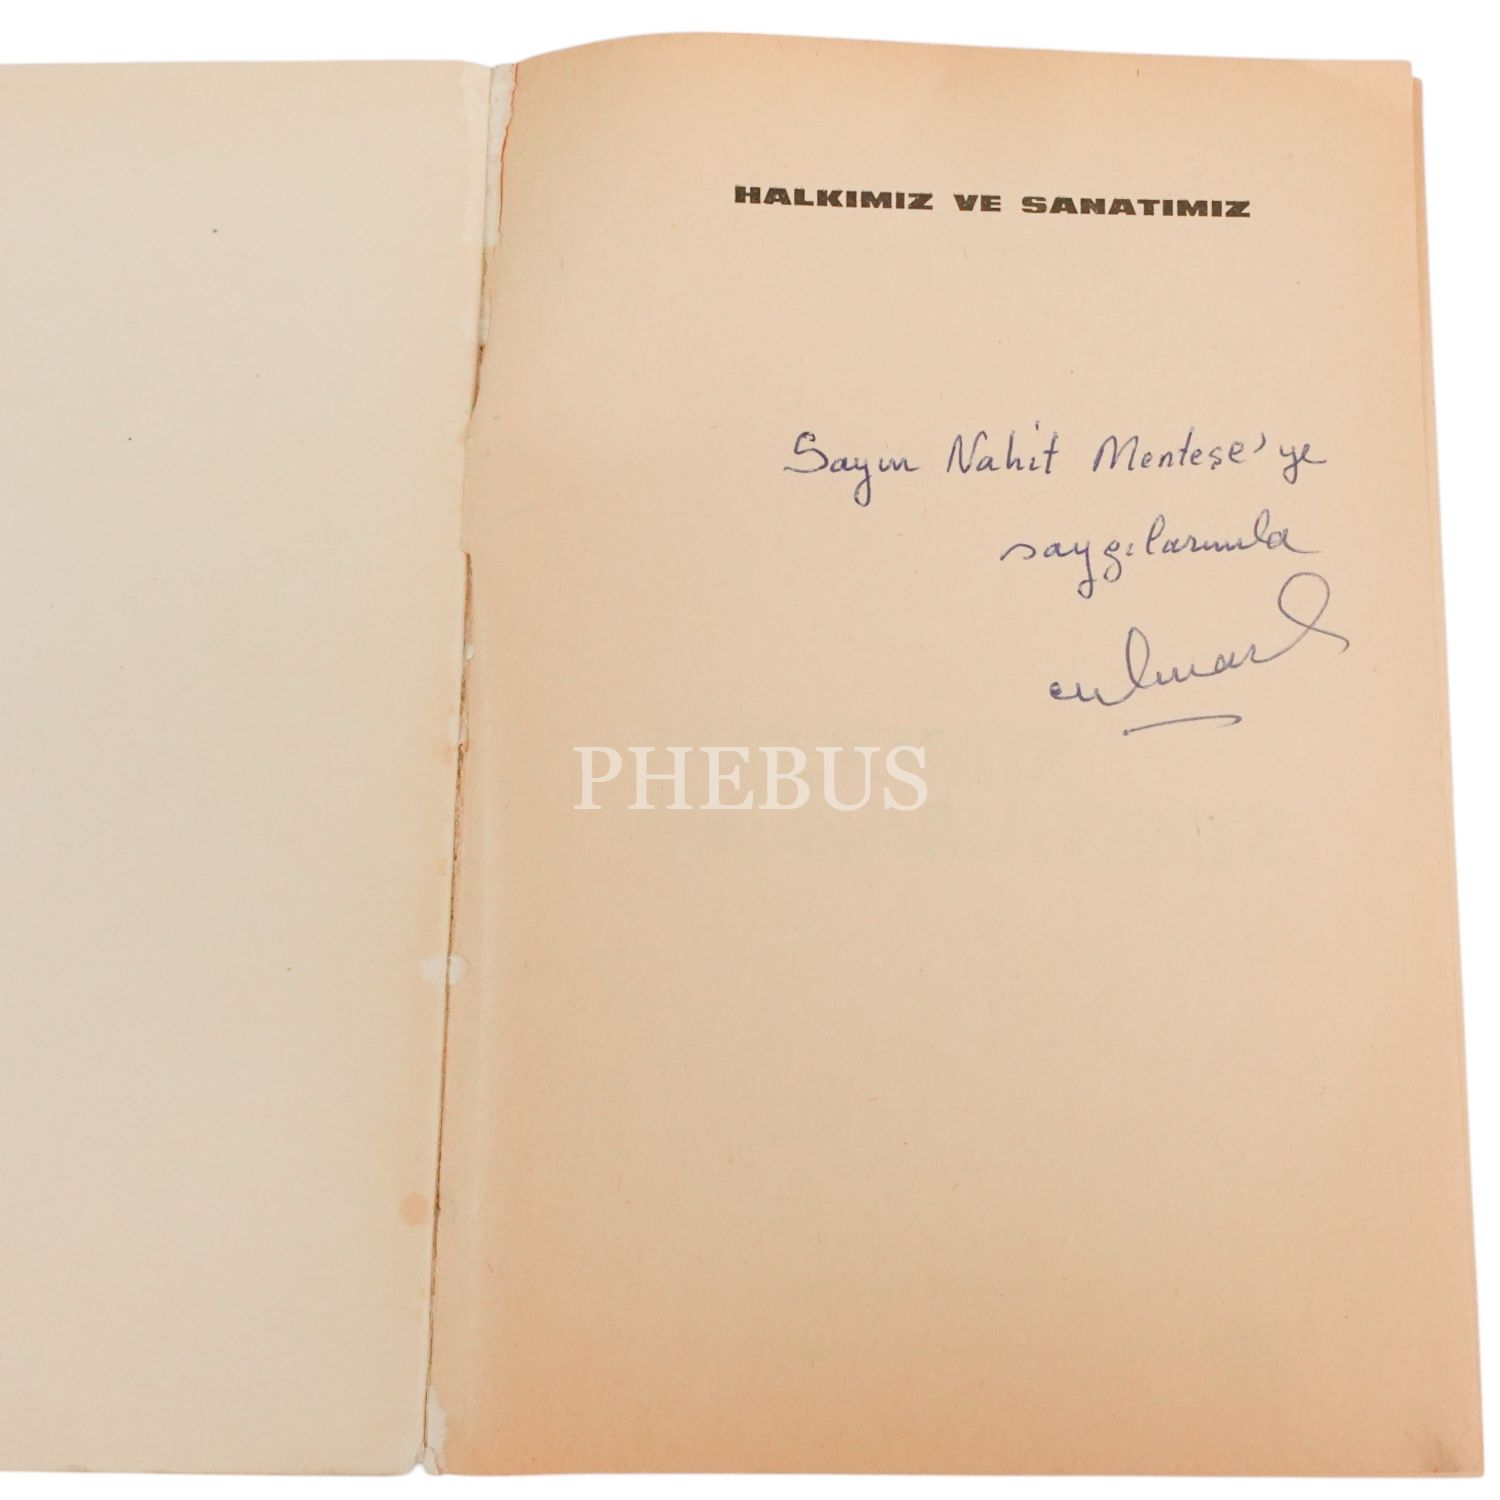 HALKIMIZ VE SANATIMIZ
Sayın Nahit Menteşe'ye
saygılarımla
PHEBUS